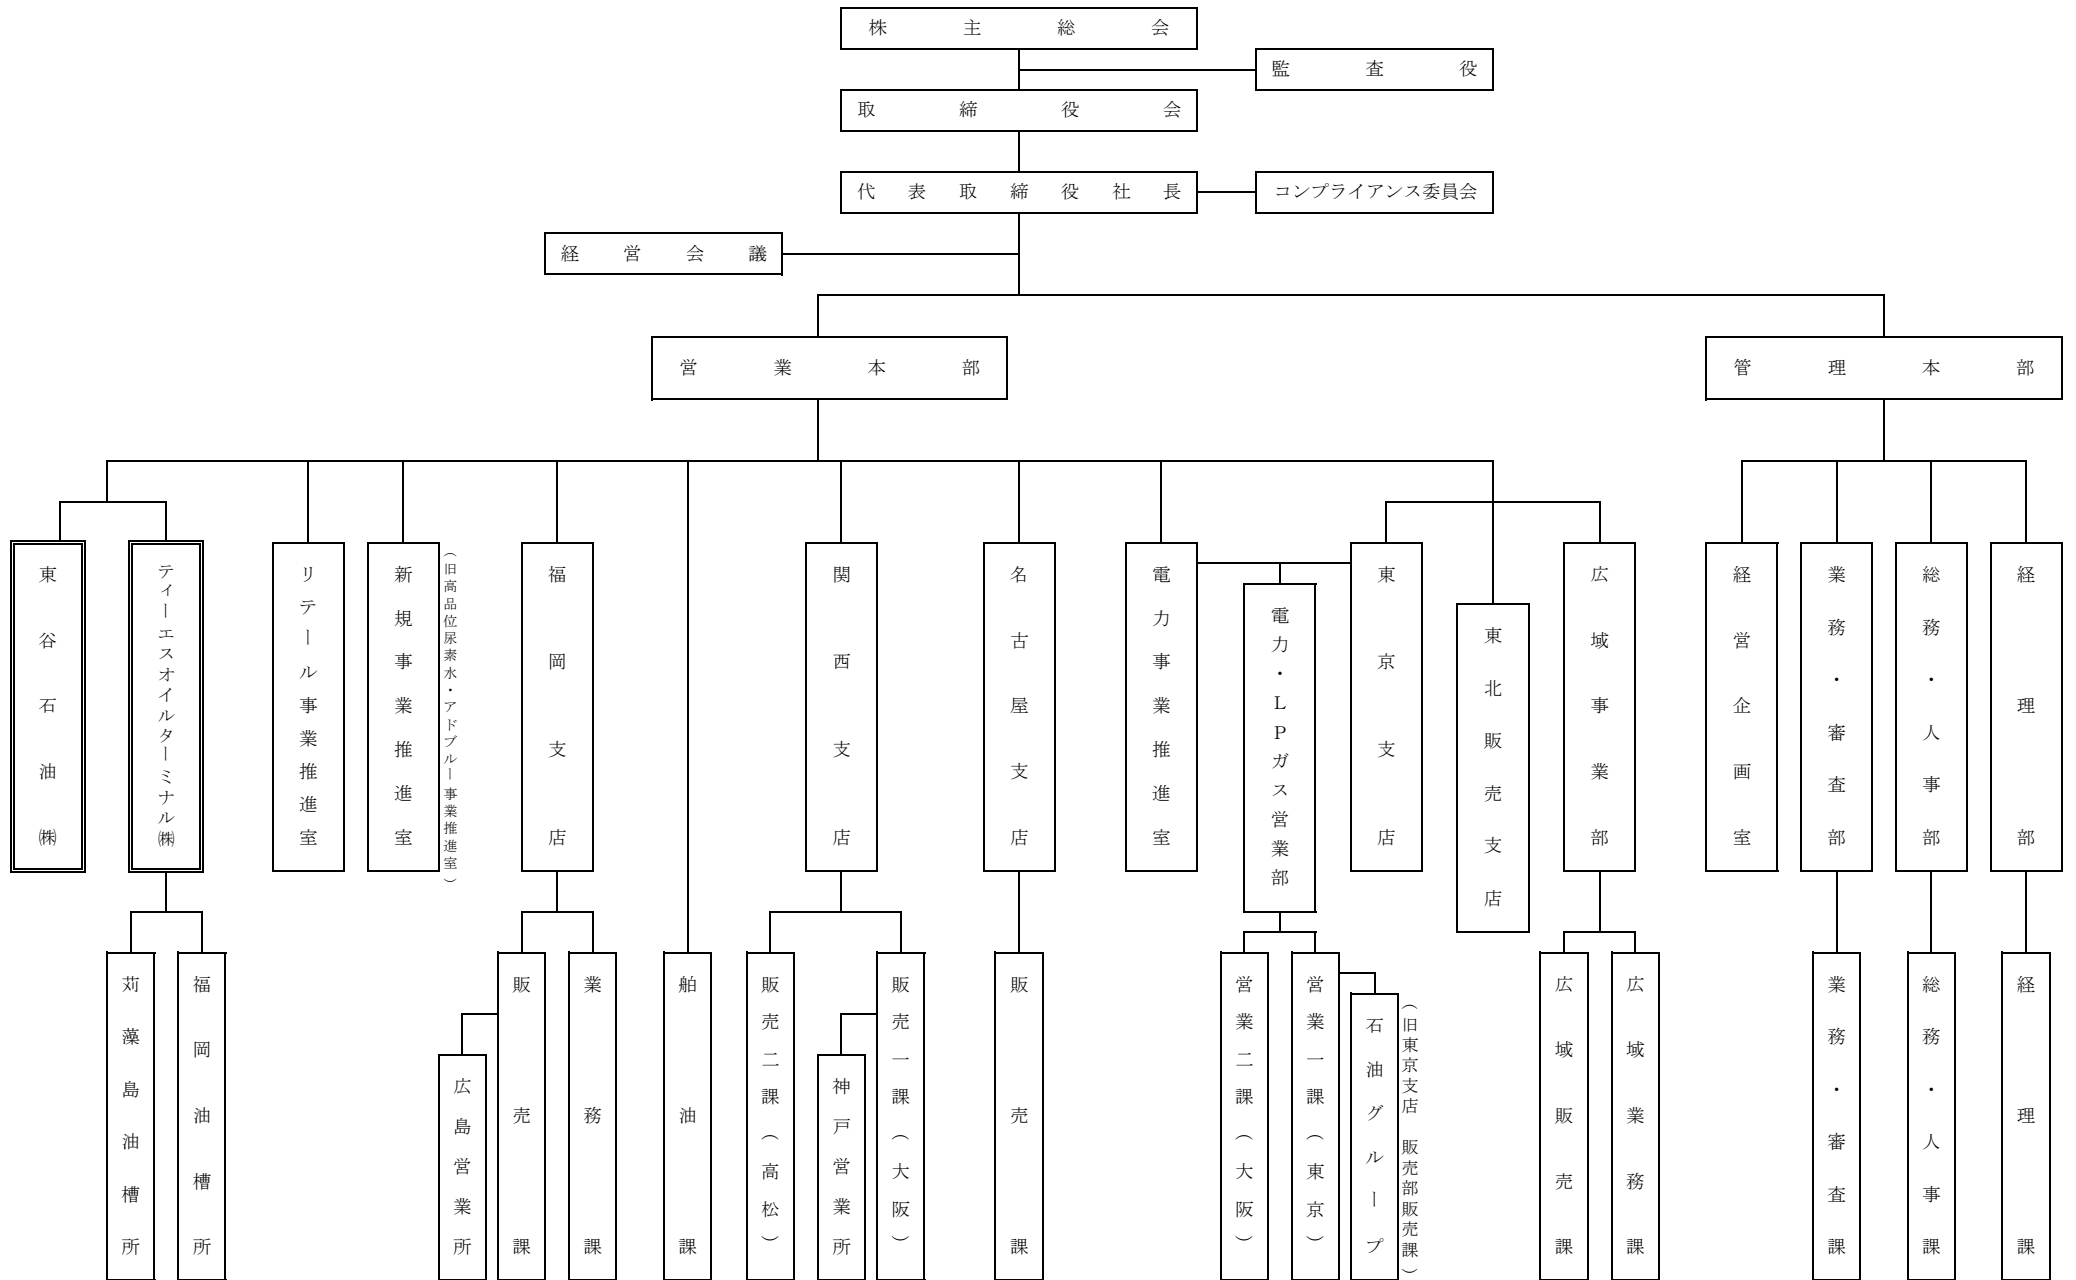 株主総会
監査役
取締役会
代表取締役社長
コンプライアンス委員会
経営会議
営業本部
管理本部
東谷石油㈱
ティーエスオイルターミナル㈱
リテール事業推進室
新規事業推進室
（旧高品位尿素水・アドブルー事業推進室）
福岡支店
関西支店
名古屋支店
電力事業推進室
電力・LPガス営業部
東京支店
東北販売支店
広域事業部
経営企画室
業務・審査部
総務・人事部
経理部
苅藻島油槽所
福岡油槽所
広島営業所
販売課
業務課
舶油課
販売二課（高松）
神戸営業所
販売一課（大阪）
販売課
営業二課（大阪）
営業一課（東京）
石油グループ
（旧東京支店　販売部販売課）
広域販売課
広域業務課
業務・審査課
総務・人事課
経理課